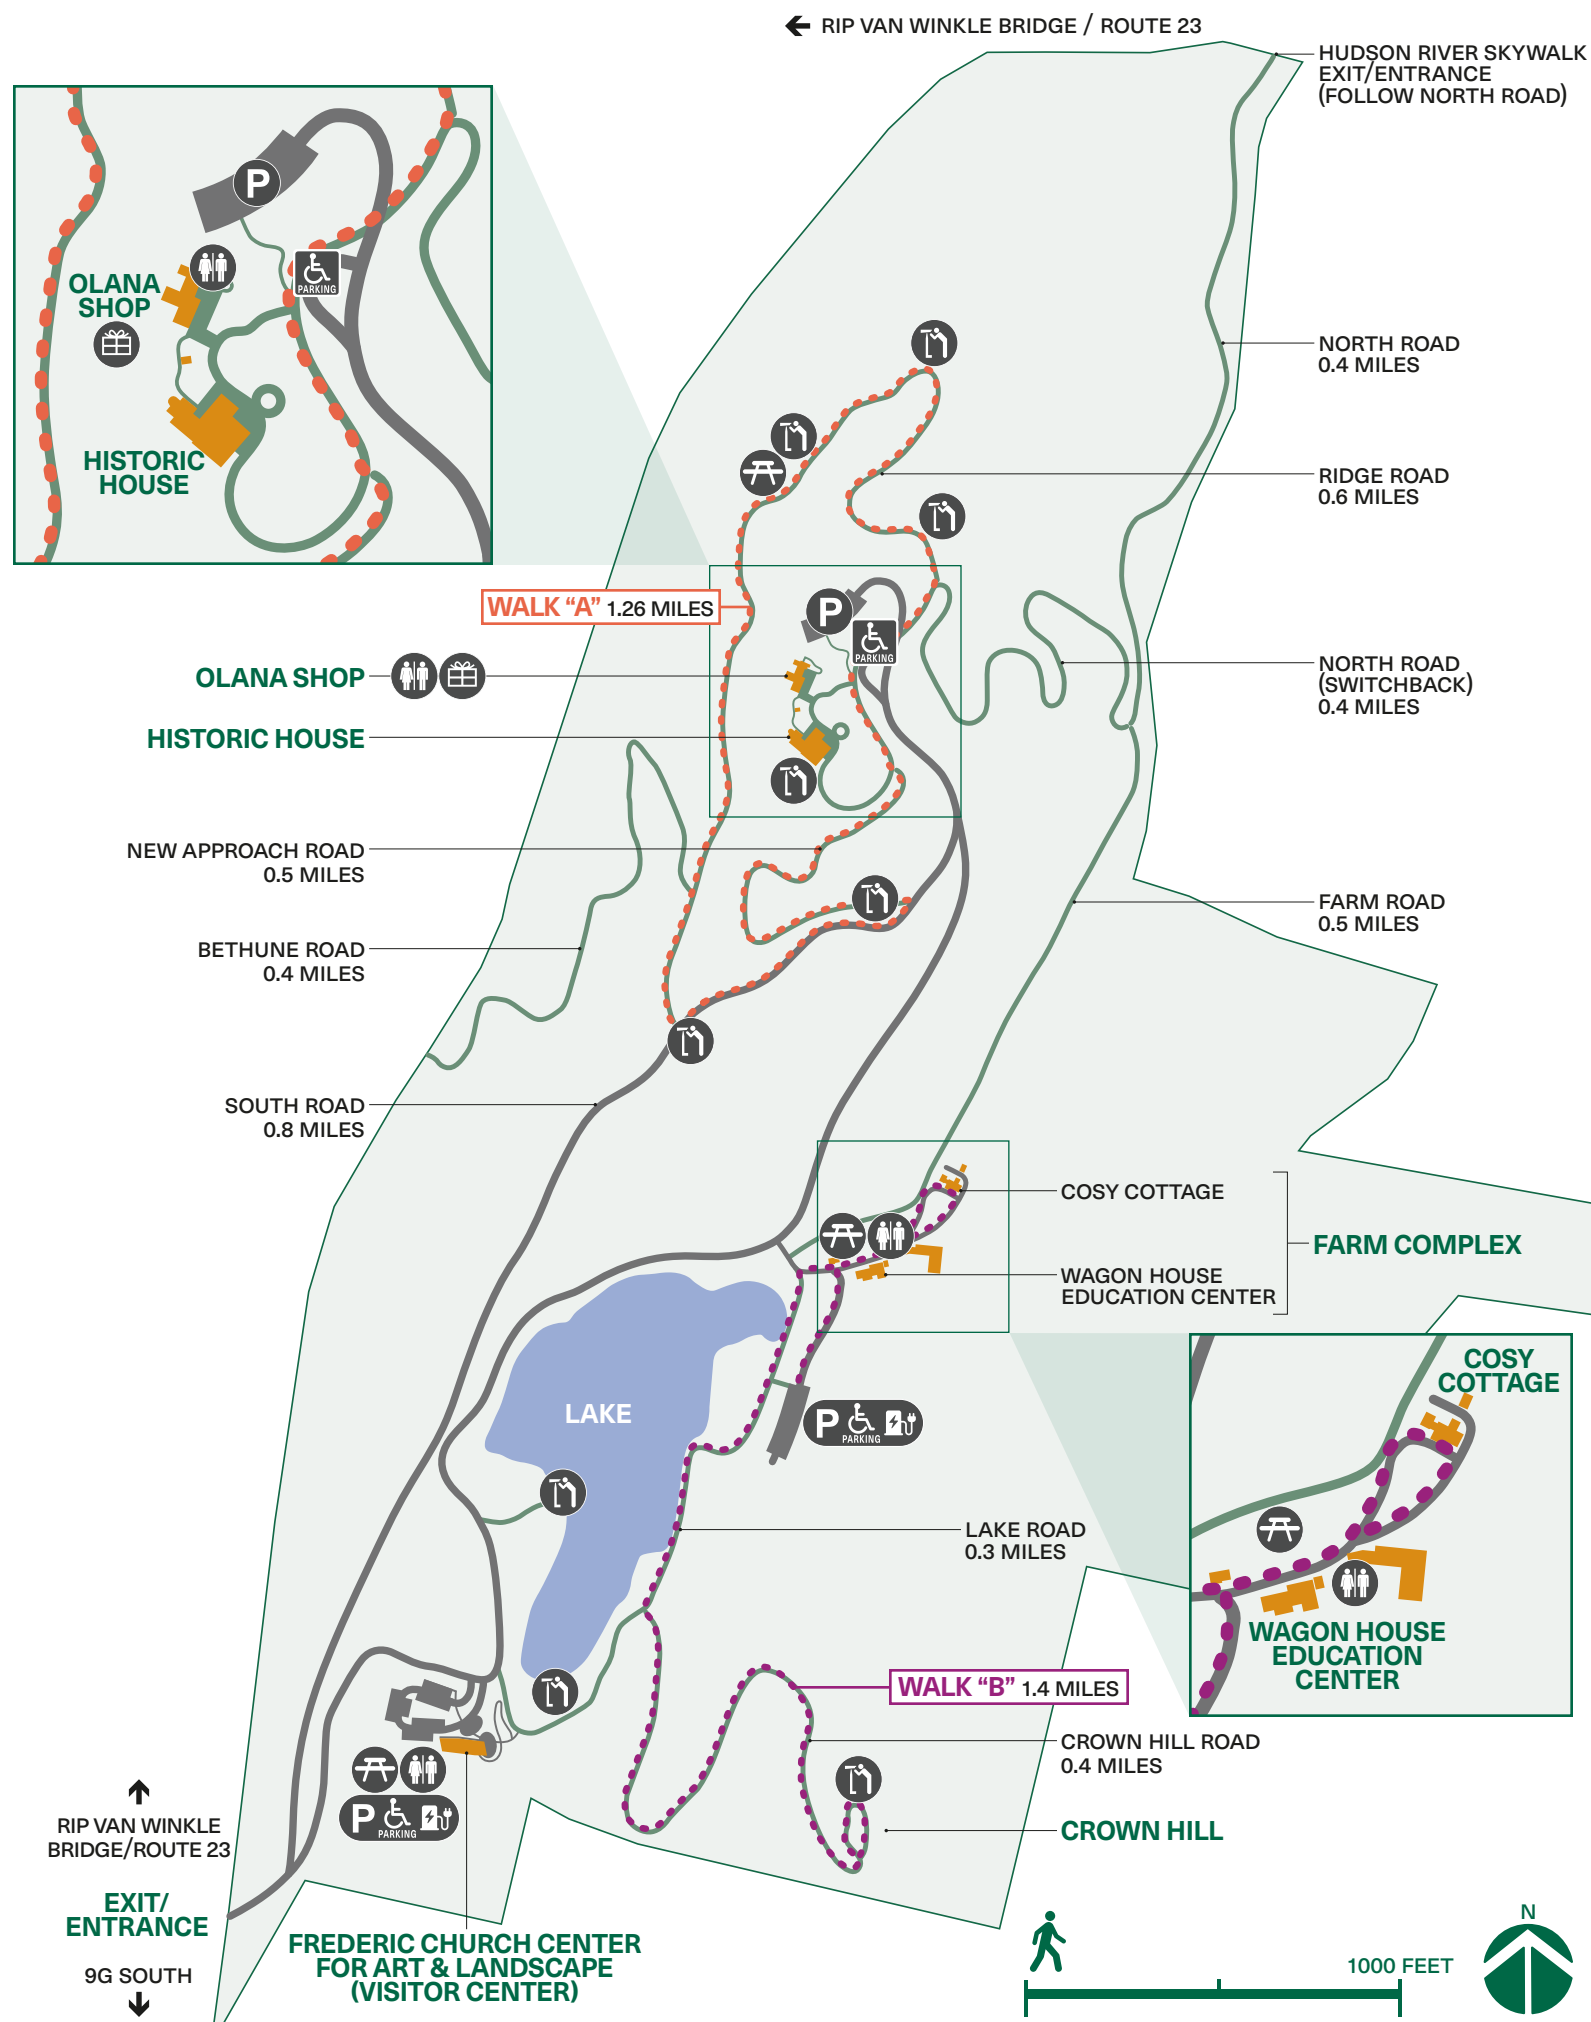 ← RIP VAN WINKLE BRIDGE / ROUTE 23
HUDSON RIVER SKYWALK
EXIT/ENTRANCE
(FOLLOW NORTH ROAD)
P
PARKING
OLANA
SHOP
HISTORIC
HOUSE
NORTH ROAD
0.4 MILES
RIDGE ROAD
0.6 MILES
WALK “A” 1.26 MILES
P
PARKING
OLANA SHOP
HISTORIC HOUSE
NORTH ROAD
(SWITCHBACK)
0.4 MILES
NEW APPROACH ROAD
0.5 MILES
FARM ROAD
0.5 MILES
BETHUNE ROAD
0.4 MILES
SOUTH ROAD
0.8 MILES
COSY COTTAGE
FARM COMPLEX
WAGON HOUSE
EDUCATION CENTER
LAKE
P
PARKING
COSY
COTTAGE
LAKE ROAD
0.3 MILES
WAGON HOUSE
EDUCATION
CENTER
WALK “B” 1.4 MILES
CROWN HILL ROAD
0.4 MILES
CROWN HILL
P
PARKING
↑
RIP VAN WINKLE
BRIDGE/ROUTE 23
EXIT/
ENTRANCE
9G SOUTH
↓
FREDERIC CHURCH CENTER
FOR ART & LANDSCAPE
(VISITOR CENTER)
1000 FEET
N